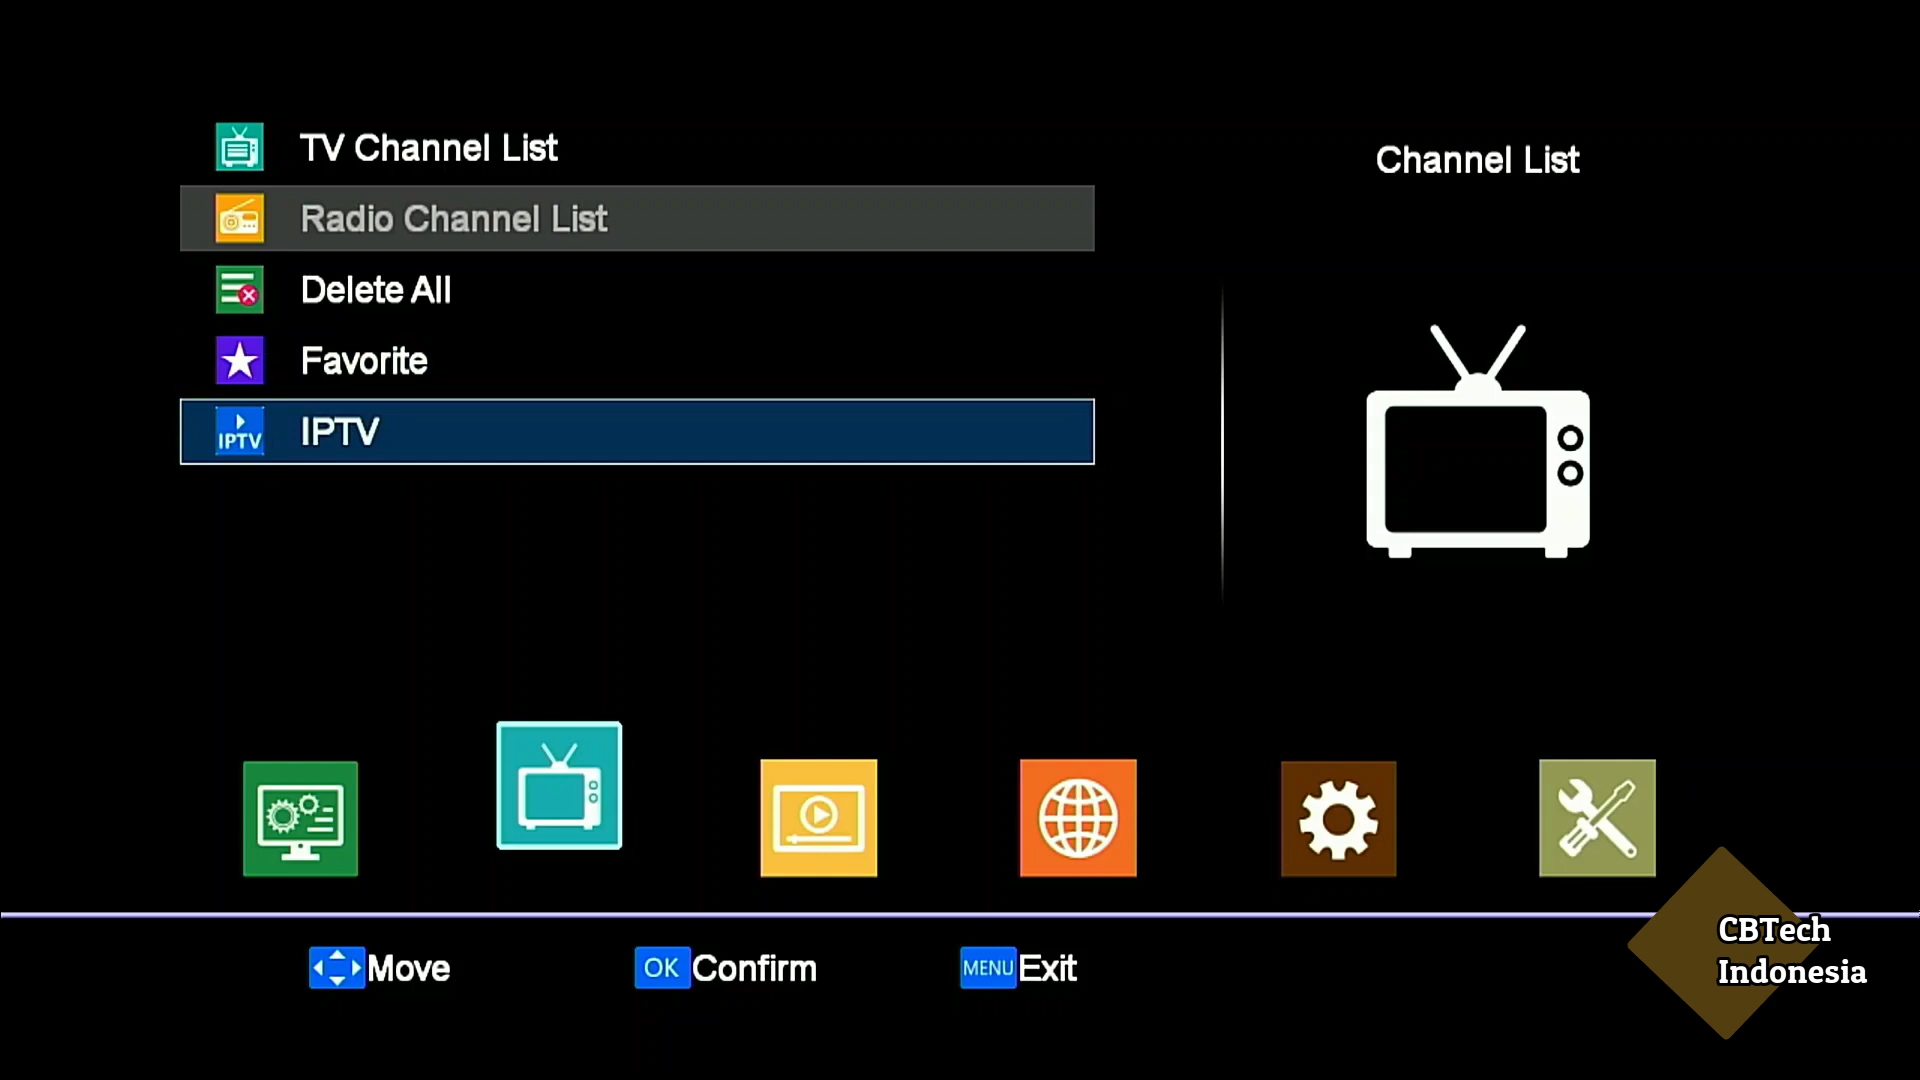 TV Channel List
Channel List
Radio Channel List
Delete All
Favorite
IPTV IPTV
Move OK Confirm MENU Exit
CBTech
Indonesia